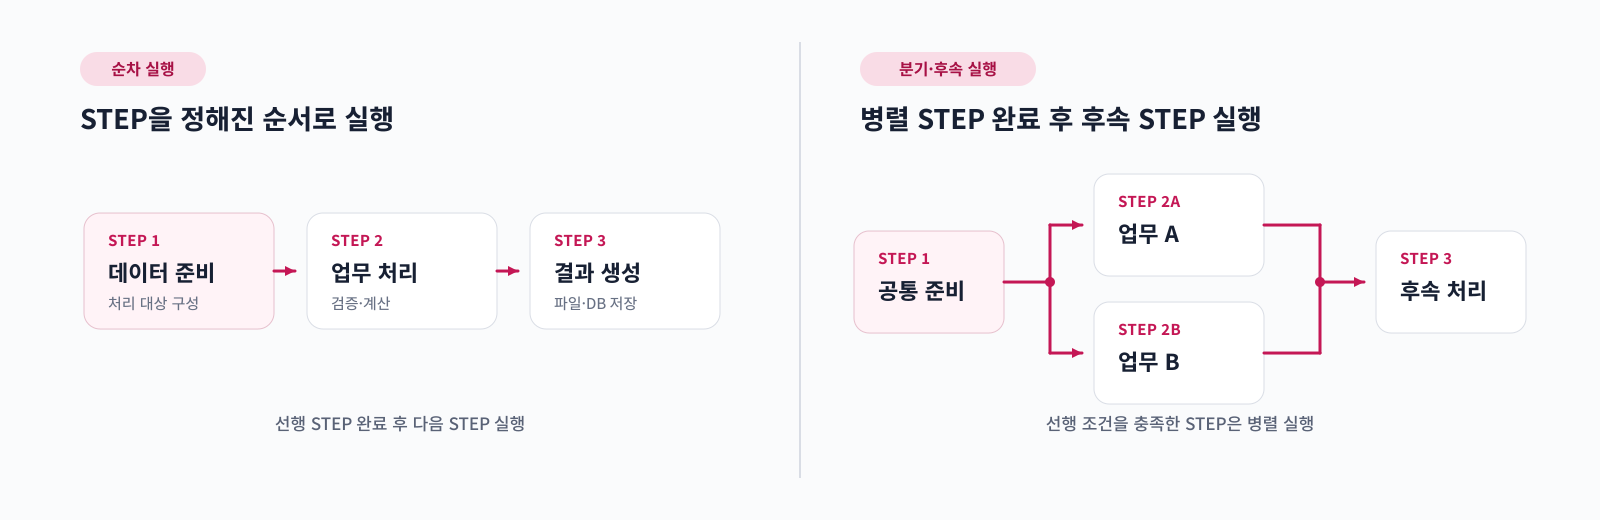 순차 실행
STEP을 정해진 순서로 실행
STEP 1
데이터 준비
처리 대상 구성
STEP 2
업무 처리
검증·계산
STEP 3
결과 생성
파일·DB 저장
선행 STEP 완료 후 다음 STEP 실행
분기·후속 실행
병렬 STEP 완료 후 후속 STEP 실행
STEP 1
공통 준비
STEP 2A
업무 A
STEP 2B
업무 B
STEP 3
후속 처리
선행 조건을 충족한 STEP은 병렬 실행